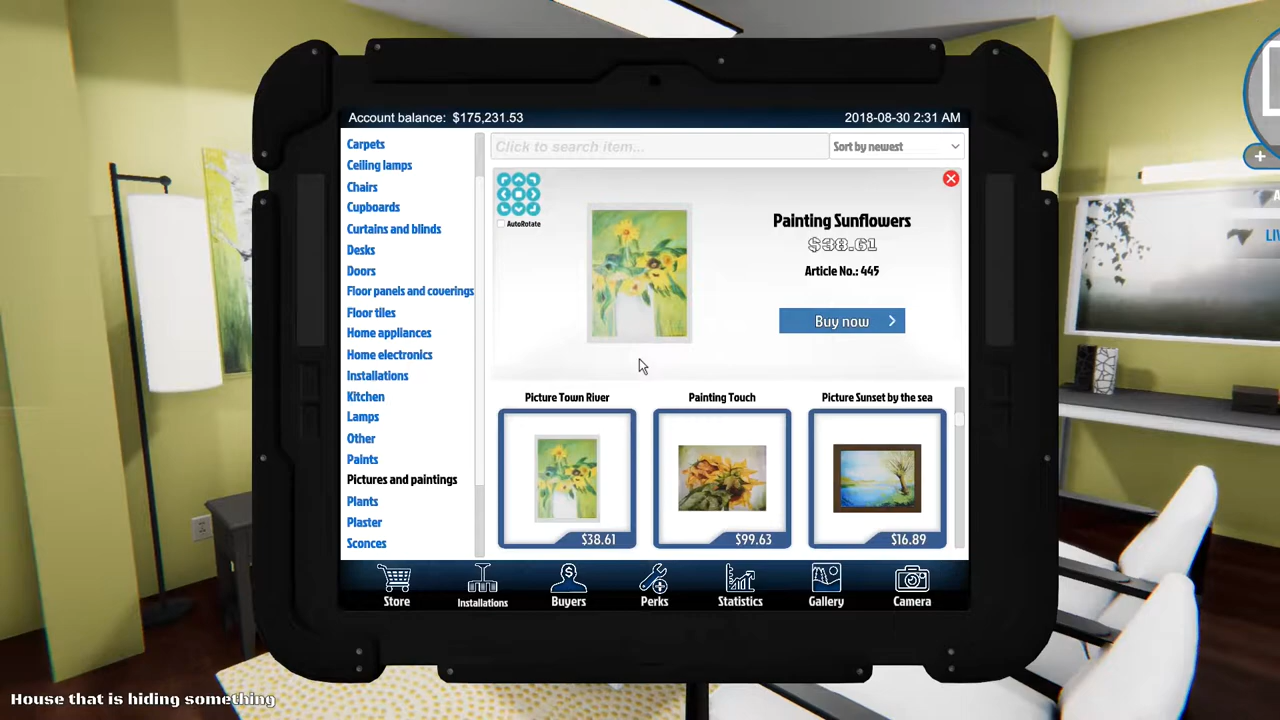 Account balance: $175,231.53
2018-08-30 2:31 AM
Carpets
Ceiling lamps
Chairs
Cupboards
Curtains and blinds
Desks
Doors
Floor panels and coverings
Floor tiles
Home appliances
Home electronics
Installations
Kitchen
Lamps
Other
Paints
Pictures and paintings
Plants
Plaster
Sconces
Click to search item...
Sort by newest
AutoRotate
Painting Sunflowers
$38.61
Article No.: 445
Buy now
Picture Town River
Painting Touch
Picture Sunset by the sea
$38.61
$99.63
$16.89
Store
Installations
Buyers
Perks
Statistics
Gallery
Camera
House that is hiding something